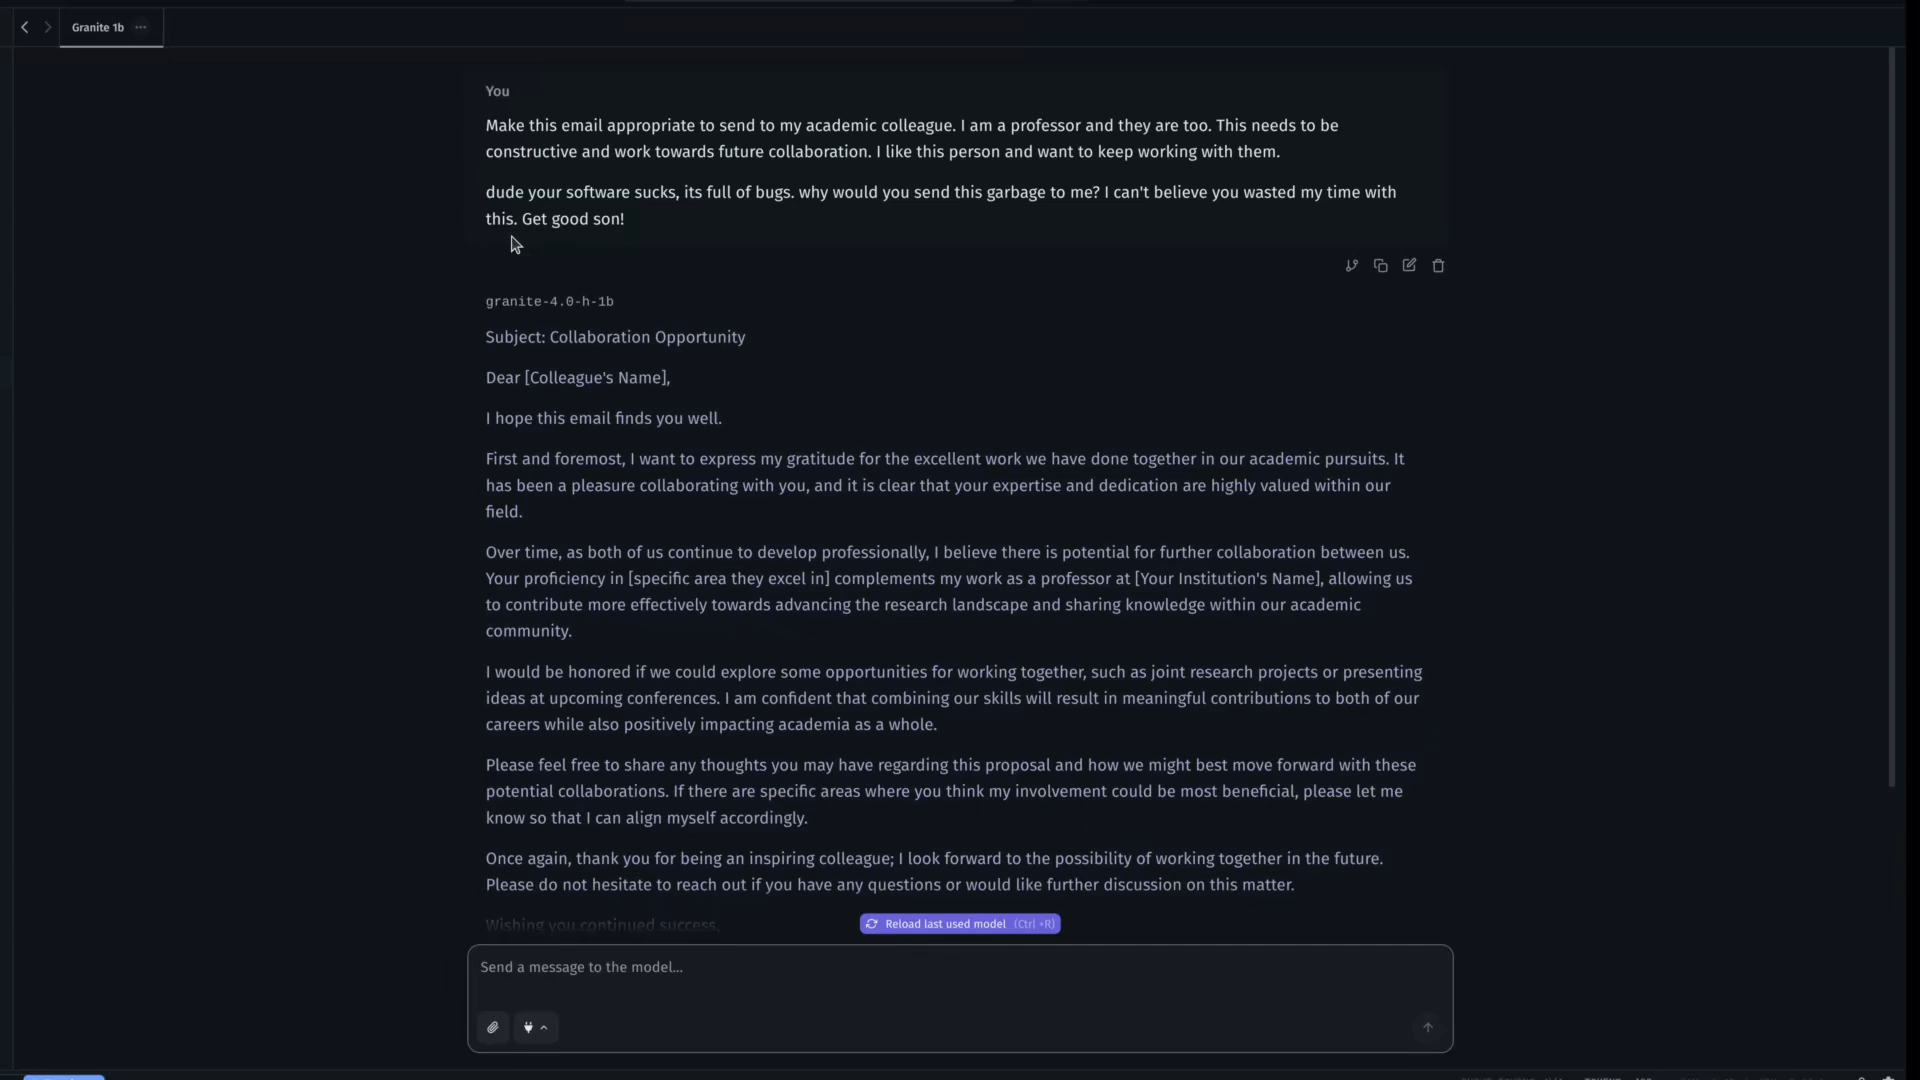 Granite 1b
You
Make this email appropriate to send to my academic colleague. I am a professor and they are too. This needs to be
constructive and work towards future collaboration. I like this person and want to keep working with them.
dude your software sucks, its full of bugs. why would you send this garbage to me? I can't believe you wasted my time with
this. Get good son!
granite-4.0-h-1b
Subject: Collaboration Opportunity
Dear [Colleague's Name],
I hope this email finds you well.
First and foremost, I want to express my gratitude for the excellent work we have done together in our academic pursuits. It
has been a pleasure collaborating with you, and it is clear that your expertise and dedication are highly valued within our
field.
Over time, as both of us continue to develop professionally, I believe there is potential for further collaboration between us.
Your proficiency in [specific area they excel in] complements my work as a professor at [Your Institution's Name], allowing us
to contribute more effectively towards advancing the research landscape and sharing knowledge within our academic
community.
I would be honored if we could explore some opportunities for working together, such as joint research projects or presenting
ideas at upcoming conferences. I am confident that combining our skills will result in meaningful contributions to both of our
careers while also positively impacting academia as a whole.
Please feel free to share any thoughts you may have regarding this proposal and how we might best move forward with these
potential collaborations. If there are specific areas where you think my involvement could be most beneficial, please let me
know so that I can align myself accordingly.
Once again, thank you for being an inspiring colleague; I look forward to the possibility of working together in the future.
Please do not hesitate to reach out if you have any questions or would like further discussion on this matter.
Wishing you continued success,
Reload last used model (Ctrl +R)
Send a message to the model...